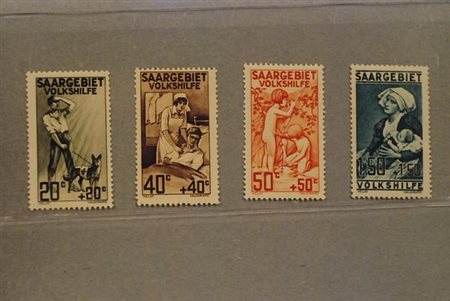 SAARGEBIET
VOLKSHILFE
20c +20c
SAARGEBIET
VOLKSHILFE
40c +40c
SAARGEBIET
VOLKSHILFE
50c +50c
SAARGEBIET
1.50 +1.50
VOLKSHILFE